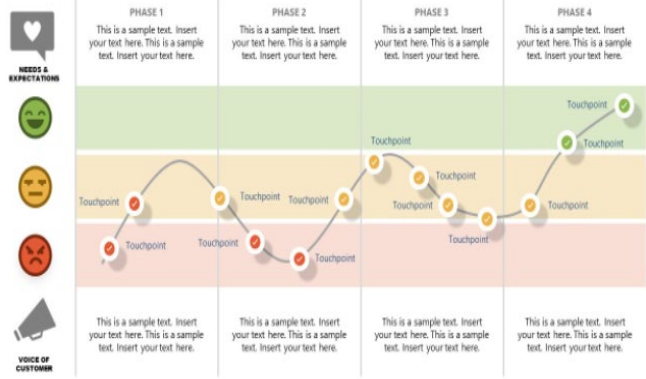 PHASE 1
PHASE 2
PHASE 3
PHASE 4
This is a sample text. Insert
your text here. This is a sample
text. Insert your text here.
This is a sample text. Insert
your text here. This is a sample
text. Insert your text here.
This is a sample text. Insert
your text here. This is a sample
text. Insert your text here.
This is a sample text. Insert
your text here. This is a sample
text. Insert your text here.
NEEDS &
EXPECTATIONS
Touchpoint
Touchpoint
Touchpoint
Touchpoint
Touchpoint
Touchpoint
Touchpoint
Touchpoint
Touchpoint
Touchpoint
Touchpoint
Touchpoint
Touchpoint
This is a sample text. Insert
your text here. This is a sample
text. Insert your text here.
This is a sample text. Insert
your text here. This is a sample
text. Insert your text here.
This is a sample text. Insert
your text here. This is a sample
text. Insert your text here.
This is a sample text. Insert
your text here. This is a sample
text. Insert your text here.
VOICE OF
CUSTOMER